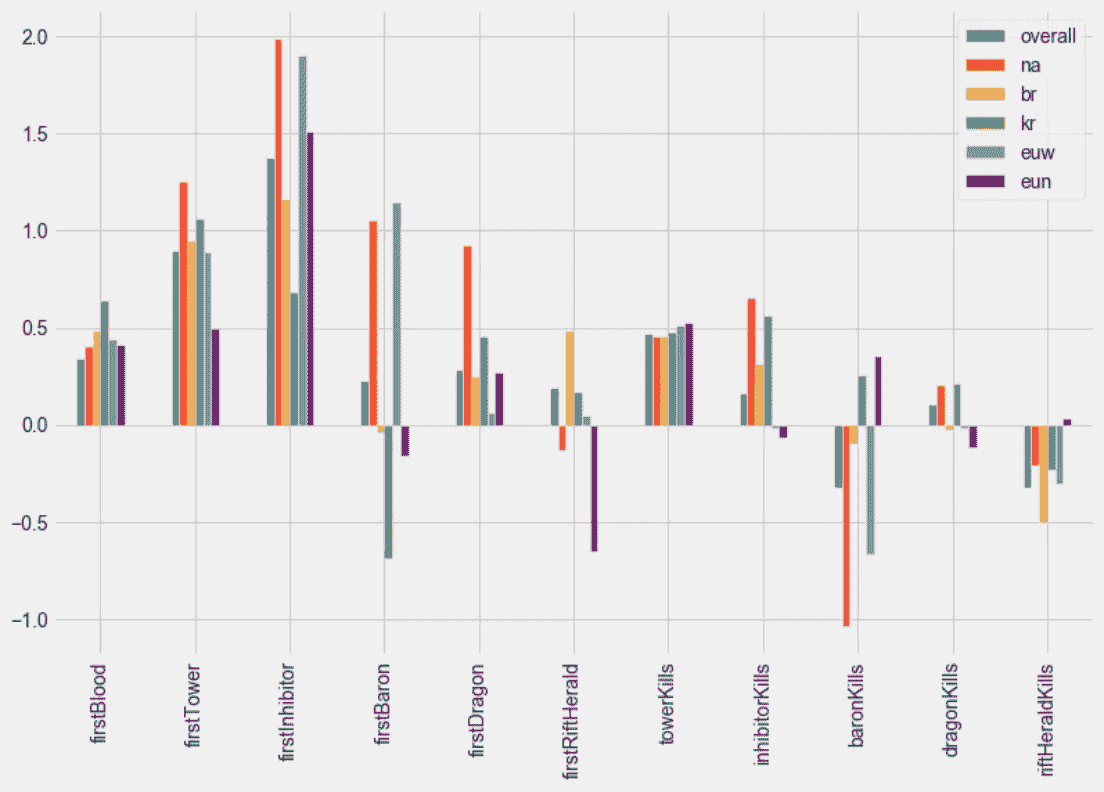 2.0
1.5
1.0
0.5
0.0
−0.5
−1.0
overall
na
br
kr
euw
eun
firstBlood
firstTower
firstInhibitor
firstBaron
firstDragon
firstRiftHerald
towerKills
inhibitorKills
baronKills
dragonKills
riftHeraldKills